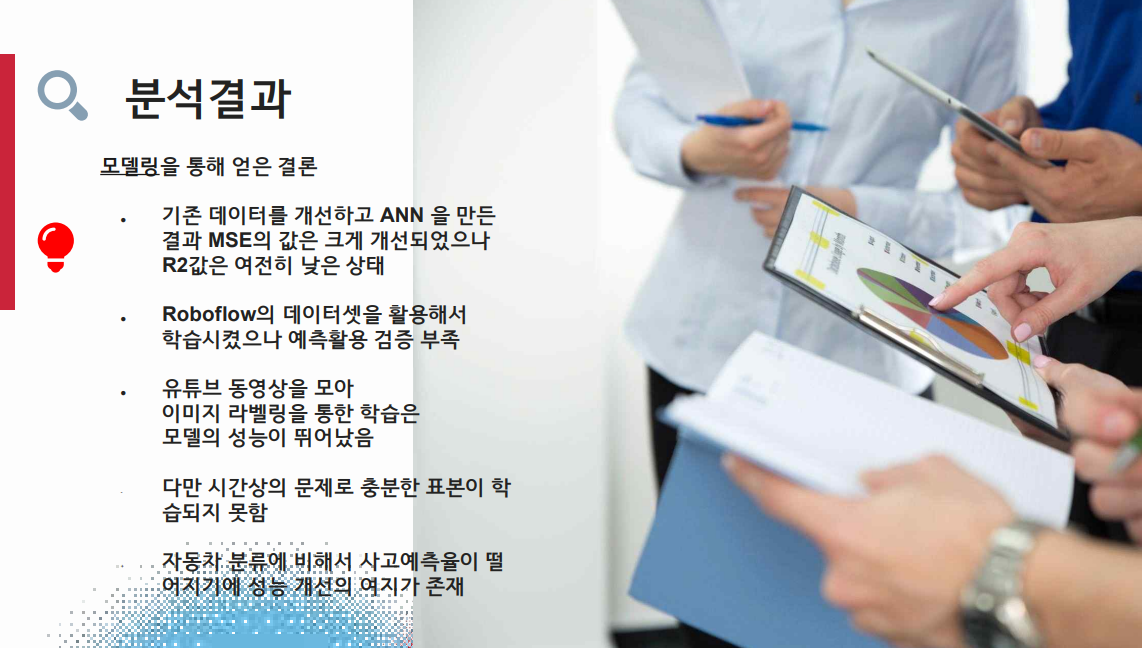 분석결과
모델링을 통해 얻은 결론
기존 데이터를 개선하고 ANN 을 만든
결과 MSE의 값은 크게 개선되었으나
R2값은 여전히 낮은 상태
Roboflow의 데이터셋을 활용해서
학습시켰으나 예측활용 검증 부족
유튜브 동영상을 모아
이미지 라벨링을 통한 학습은
모델의 성능이 뛰어났음
다만 시간상의 문제로 충분한 표본이 학
습되지 못함
자동차 분류에 비해서 사고예측율이 떨
어지기에 성능 개선의 여지가 존재